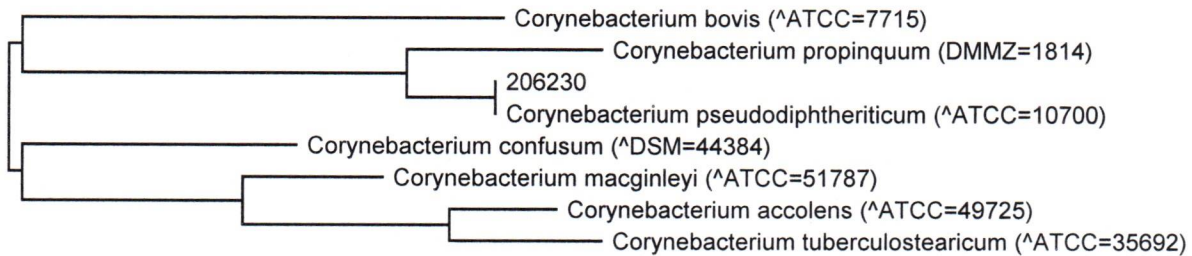 Corynebacterium bovis (^ATCC=7715)
Corynebacterium propinquum (DMMZ=1814)
206230
Corynebacterium pseudodiphtheriticum (^ATCC=10700)
Corynebacterium confusum (^DSM=44384)
Corynebacterium macginleyi (^ATCC=51787)
Corynebacterium accolens (^ATCC=49725)
Corynebacterium tuberculostearicum (^ATCC=35692)